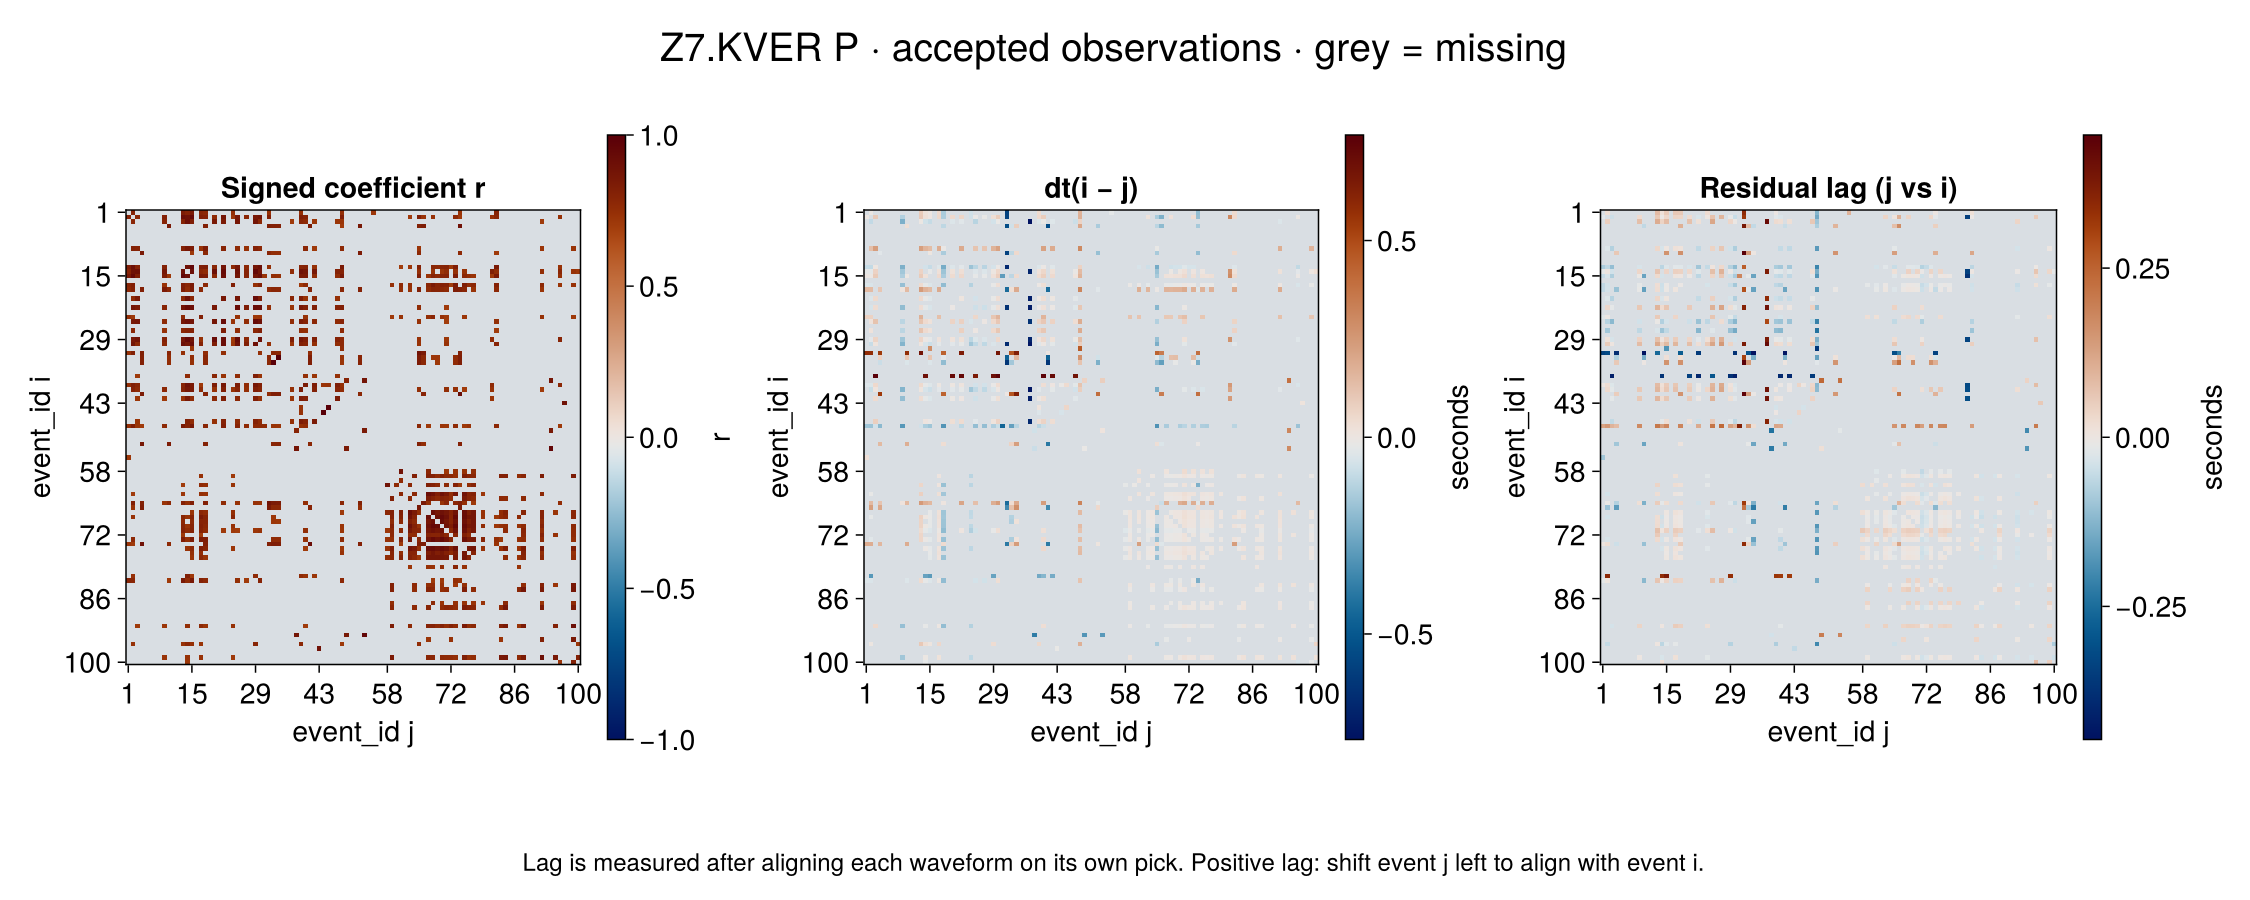 Z7.KVER P · accepted observations · grey = missing
Signed coefficient r
event_id i
1
15
29
43
58
72
86
100
1 15 29 43 58 72 86 100
event_id j
1.0
0.5
0.0
−0.5
−1.0
r
dt(i − j)
event_id i
1
15
29
43
58
72
86
100
1 15 29 43 58 72 86 100
event_id j
0.5
0.0
−0.5
seconds
Residual lag (j vs i)
event_id i
1
15
29
43
58
72
86
100
1 15 29 43 58 72 86 100
event_id j
0.25
0.00
−0.25
seconds
Lag is measured after aligning each waveform on its own pick. Positive lag: shift event j left to align with event i.